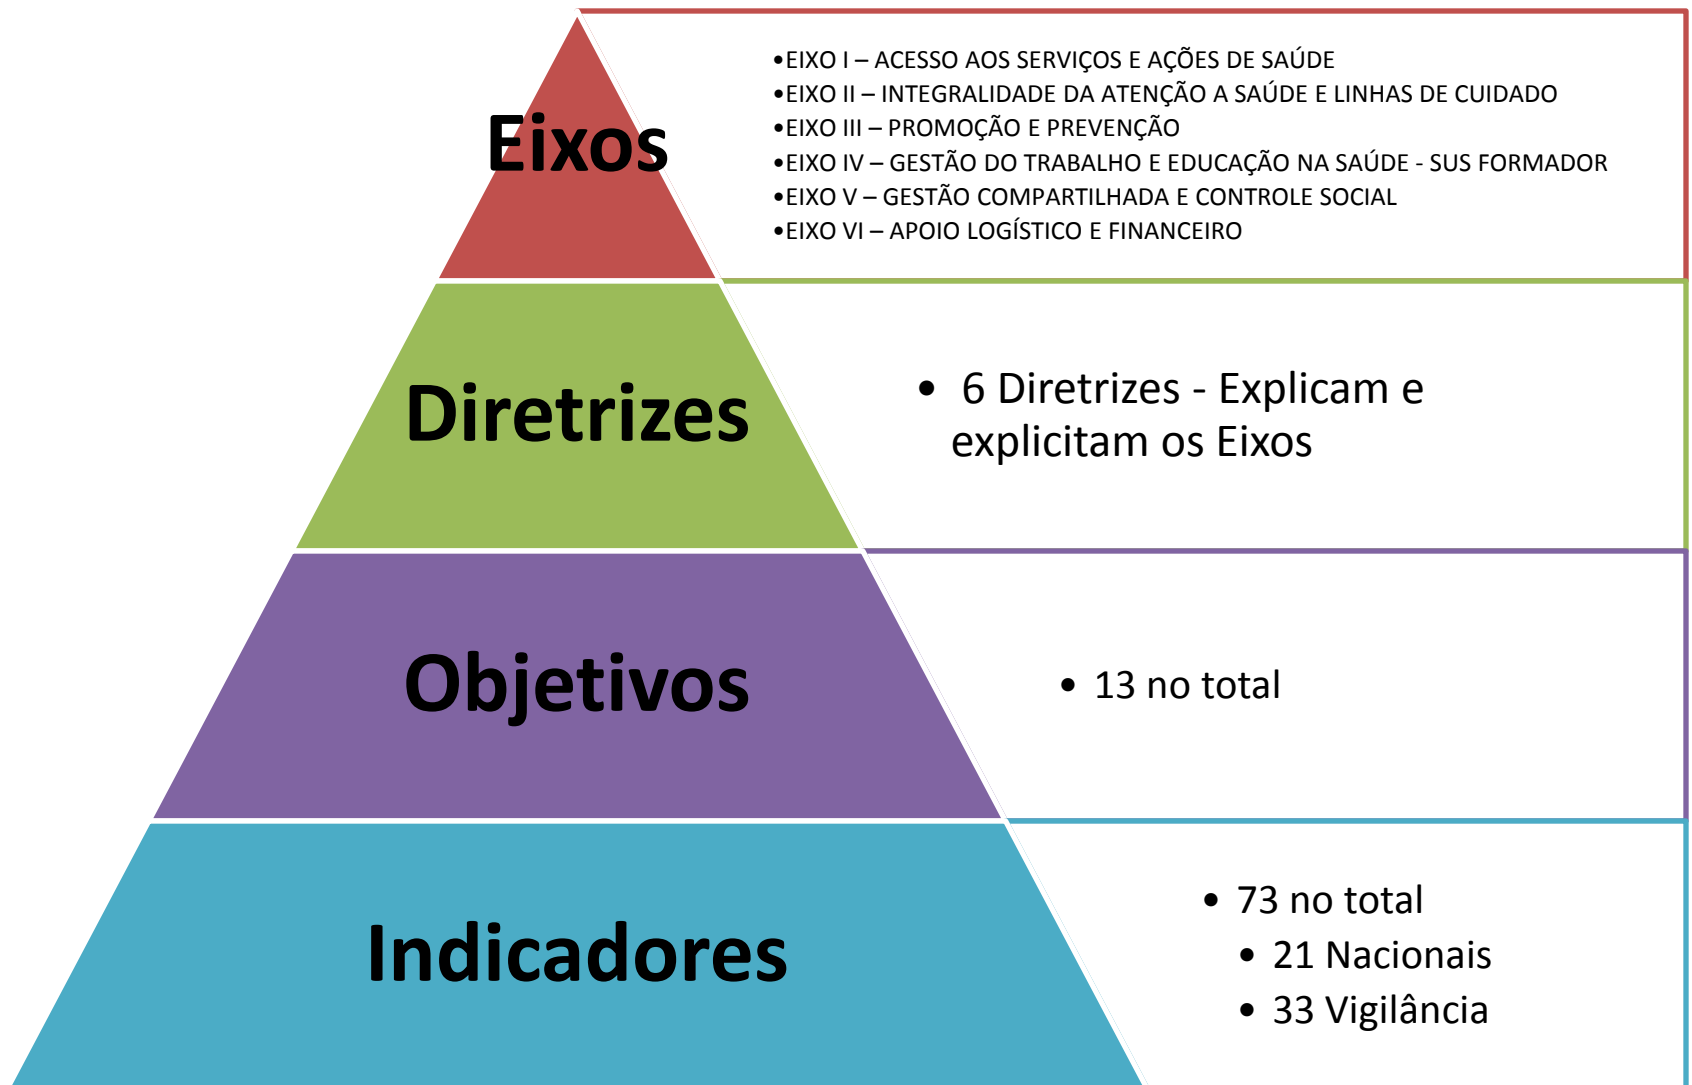 Eixos
•EIXO I – ACESSO AOS SERVIÇOS E AÇÕES DE SAÚDE
•EIXO II – INTEGRALIDADE DA ATENÇÃO A SAÚDE E LINHAS DE CUIDADO
•EIXO III – PROMOÇÃO E PREVENÇÃO
•EIXO IV – GESTÃO DO TRABALHO E EDUCAÇÃO NA SAÚDE - SUS FORMADOR
•EIXO V – GESTÃO COMPARTILHADA E CONTROLE SOCIAL
•EIXO VI – APOIO LOGÍSTICO E FINANCEIRO
Diretrizes
• 6 Diretrizes - Explicam e
explicitam os Eixos
Objetivos
• 13 no total
Indicadores
• 73 no total
• 21 Nacionais
• 33 Vigilância